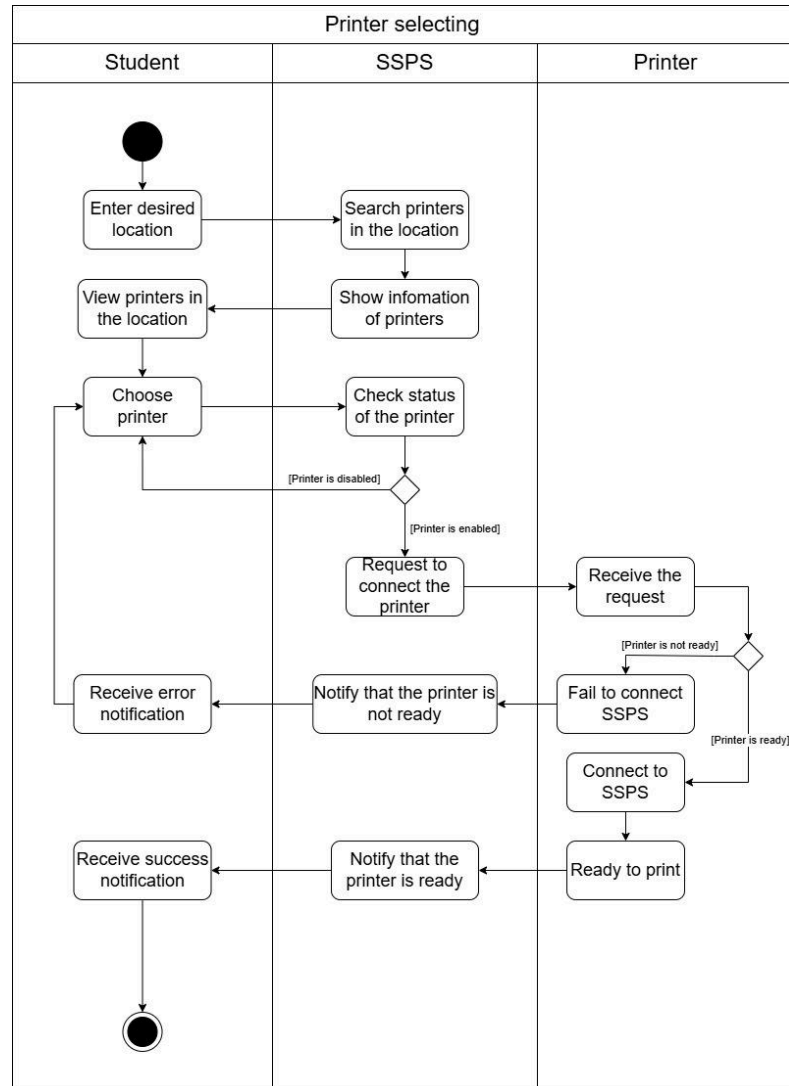 Printer selecting
Student
SSPS
Printer
Enter desired
location
Search printers
in the location
View printers in
the location
Show infomation
of printers
Choose
printer
Check status
of the printer
[Printer is disabled]
[Printer is enabled]
Request to
connect the
printer
Receive the
request
[Printer is not ready]
Receive error
notification
Notify that the printer is
not ready
Fail to connect
SSPS
[Printer is ready]
Connect to
SSPS
Receive success
notification
Notify that the
printer is ready
Ready to print